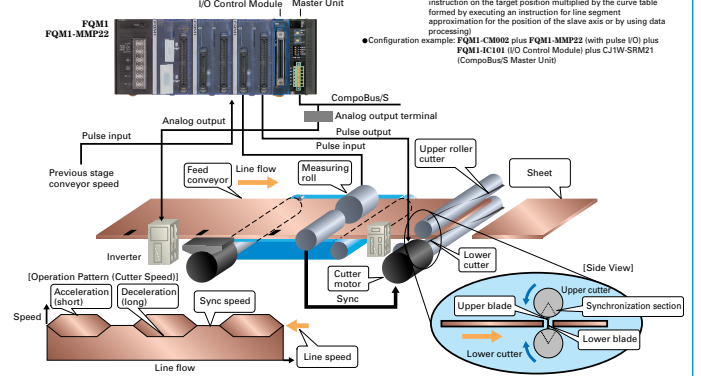 I/O Control Module
Master Unit
instruction on the target position multiplied by the curve table
formed by executing an instruction for line segment
approximation for the position of the slave axis or by using data
processing)
●Configuration example: FQM1-CM002 plus FQM1-MMP22 (with pulse I/O) plus
FQM1-IC101 (I/O Control Module) plus CJ1W-SRM21
(CompoBus/S Master Unit)
FQM1
FQM1-MMP22
CompoBus/S
Analog output
Analog output terminal
Pulse output
Pulse input
Pulse input
Previous stage
conveyor speed
Feed
conveyor
Line flow
Measuring
roll
Upper roller
cutter
Sheet
Inverter
Cutter
motor
Lower
cutter
Sync
[Operation Pattern (Cutter Speed)]
Acceleration
(short)
Deceleration
(long)
Sync speed
Speed
Line speed
Line flow
[Side View]
Upper cutter
Upper blade
Synchronization section
Lower blade
Lower cutter